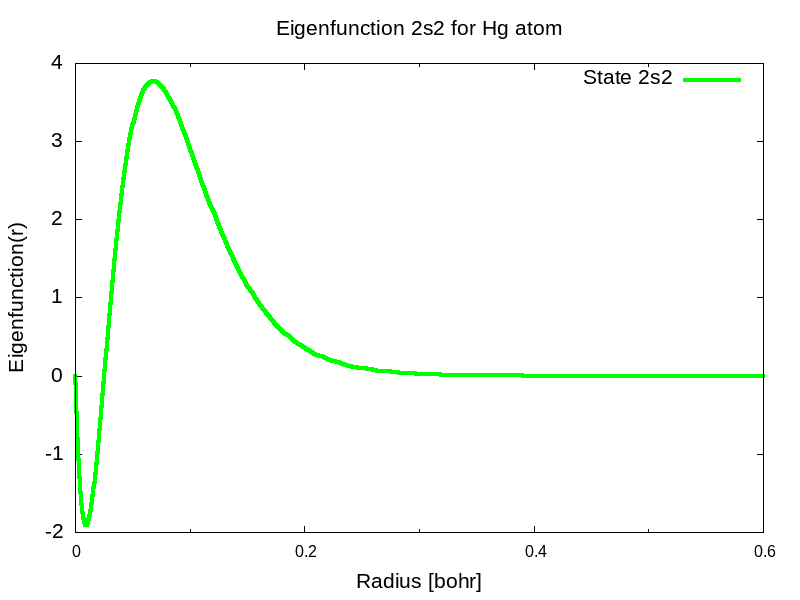 Eigenfunction 2s2 for Hg atom
State 2s2
4
3
2
1
0
-1
-2
Eigenfunction(r)
0
0.2
0.4
0.6
Radius [bohr]